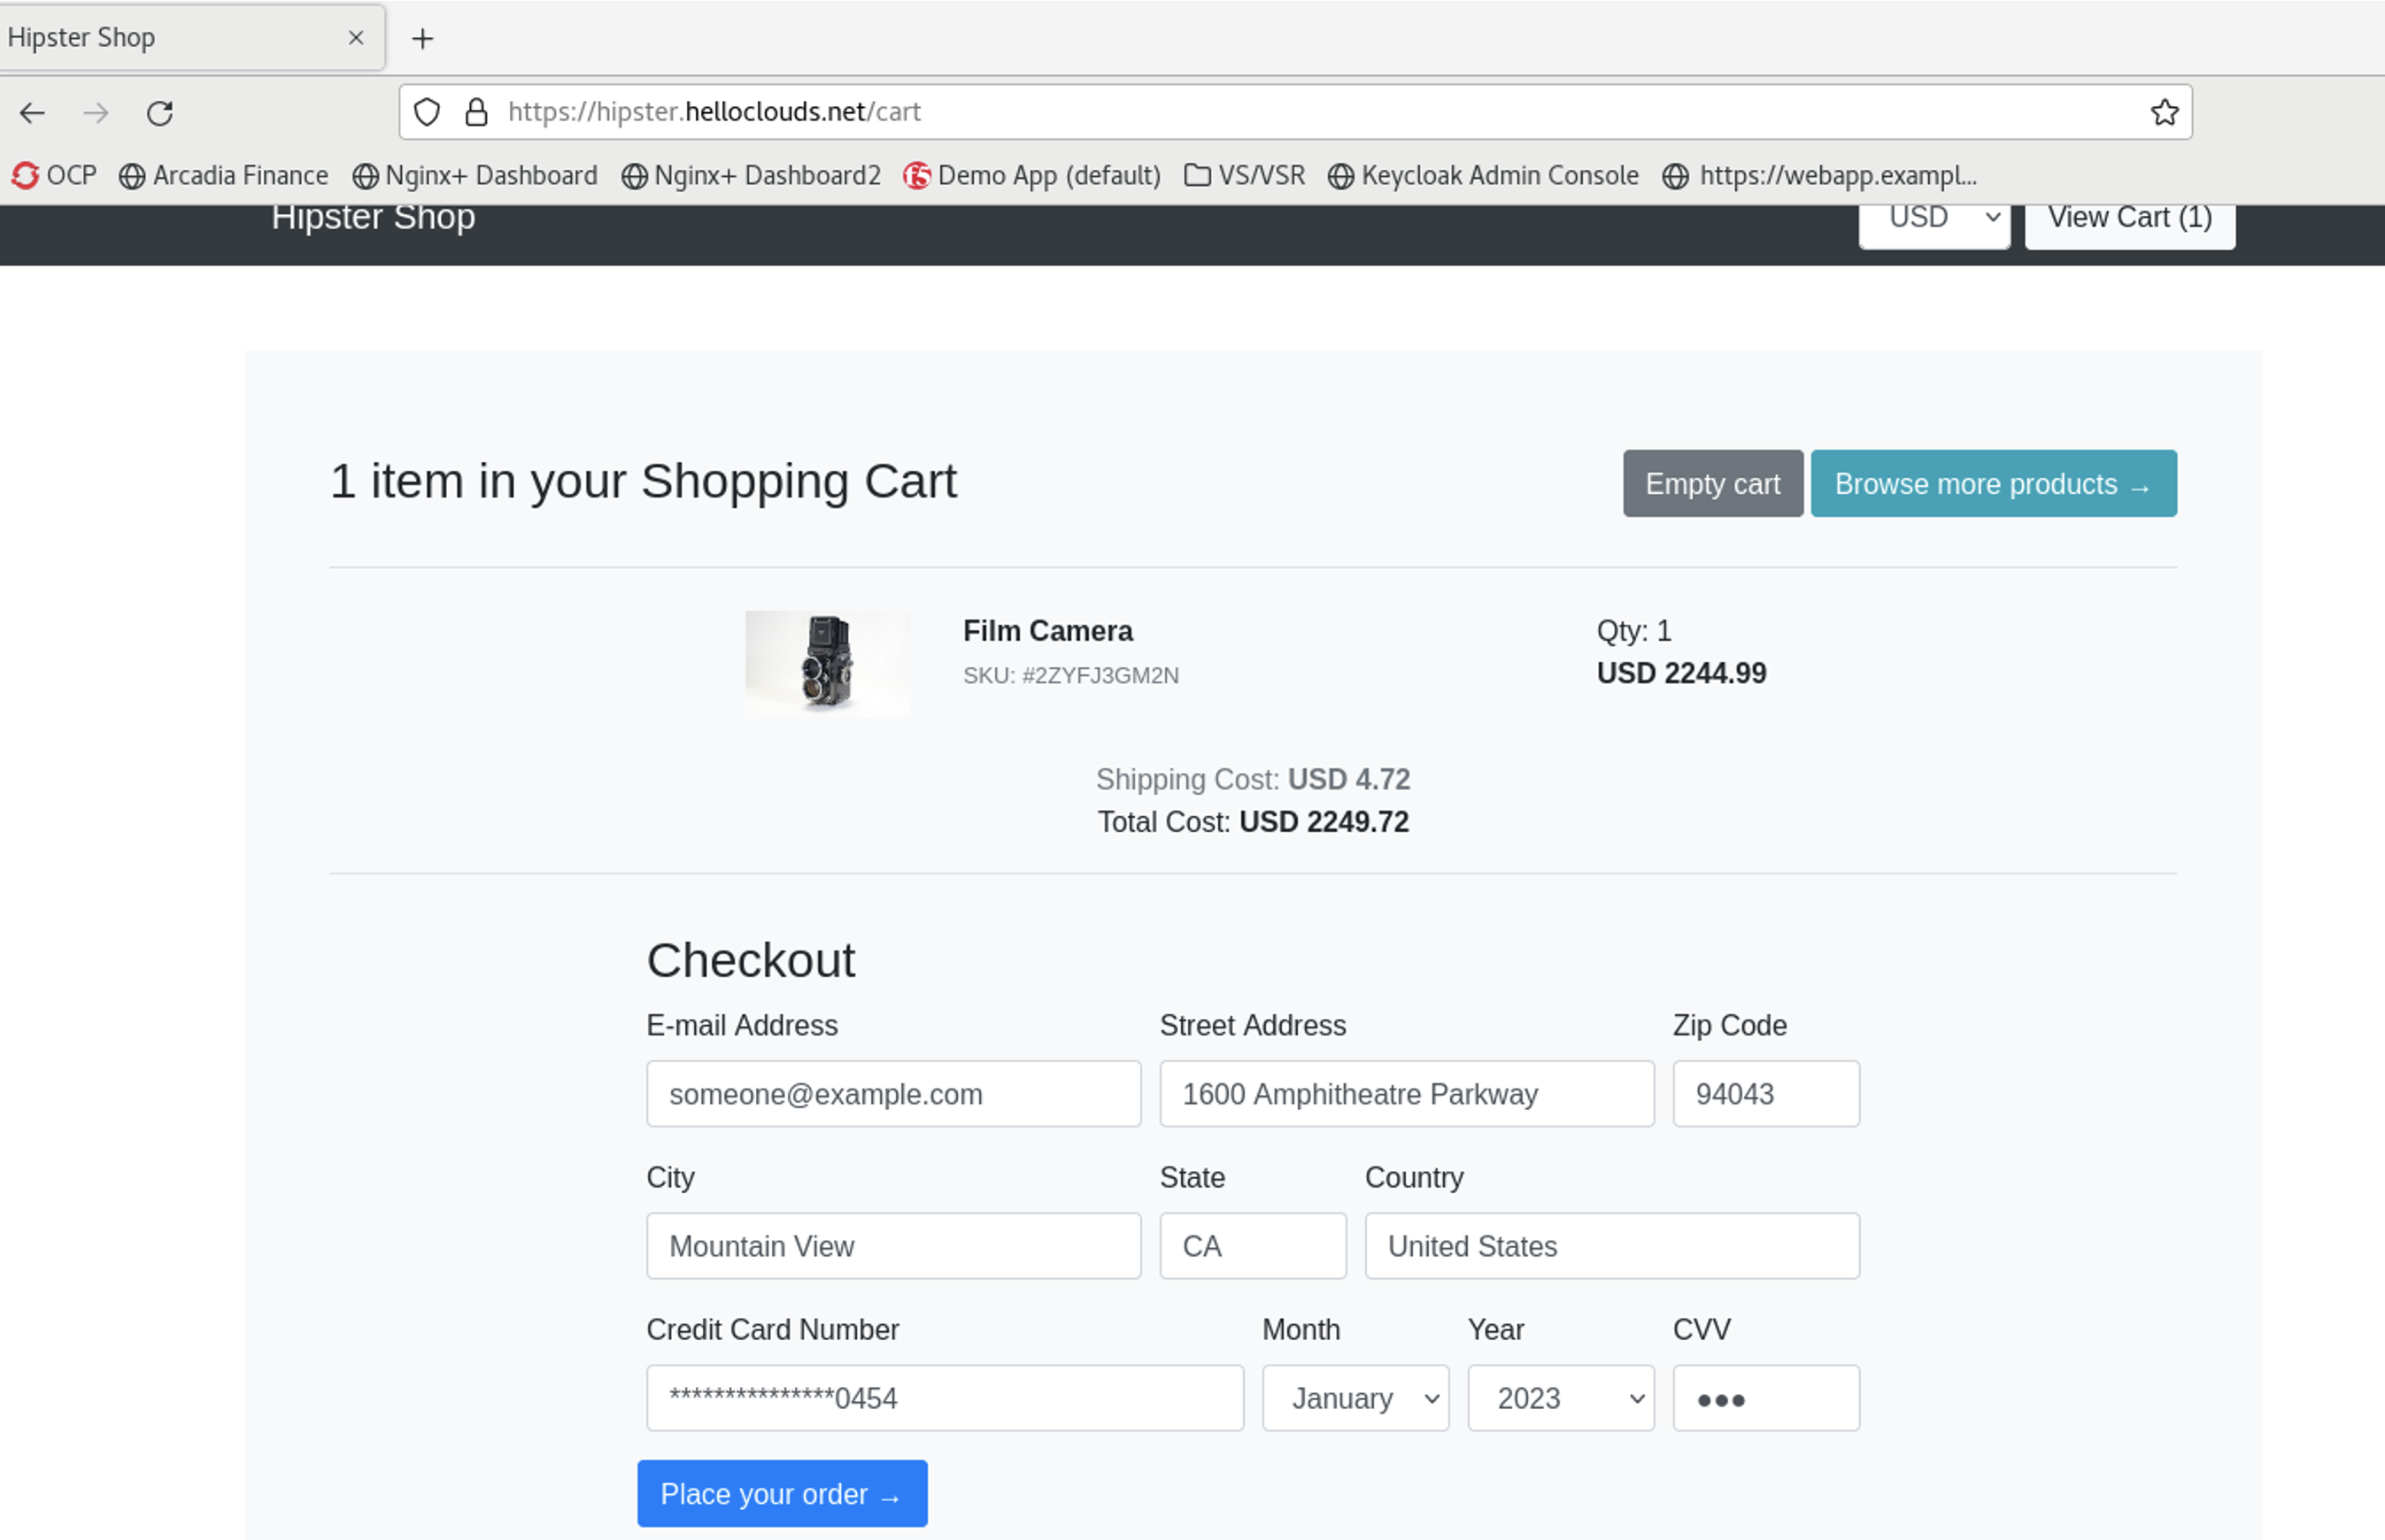 Hipster Shop
https://hipster.helloclouds.net/cart
OCP Arcadia Finance Nginx+ Dashboard Nginx+ Dashboard2 Demo App (default) VS/VSR Keycloak Admin Console https://webapp.exampl...
Hipster Shop USD View Cart (1)
1 item in your Shopping Cart Empty cart Browse more products →
Film Camera Qty: 1
SKU: #2ZYFJ3GM2N USD 2244.99
Shipping Cost: USD 4.72
Total Cost: USD 2249.72
Checkout
E-mail Address Street Address Zip Code
someone@example.com 1600 Amphitheatre Parkway 94043
City State Country
Mountain View CA United States
Credit Card Number Month Year CVV
***************0454 January 2023 •••
Place your order →